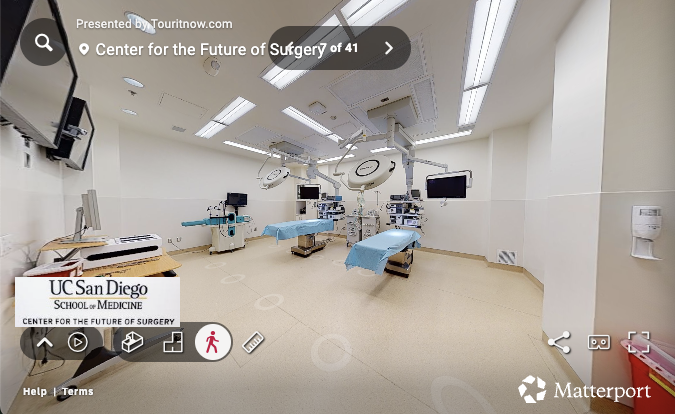 Presented by Touritnow.com
Center for the Future of Surgery
7 of 41
UC San Diego
SCHOOL OF MEDICINE
CENTER FOR THE FUTURE OF SURGERY
Help | Terms
Matterport